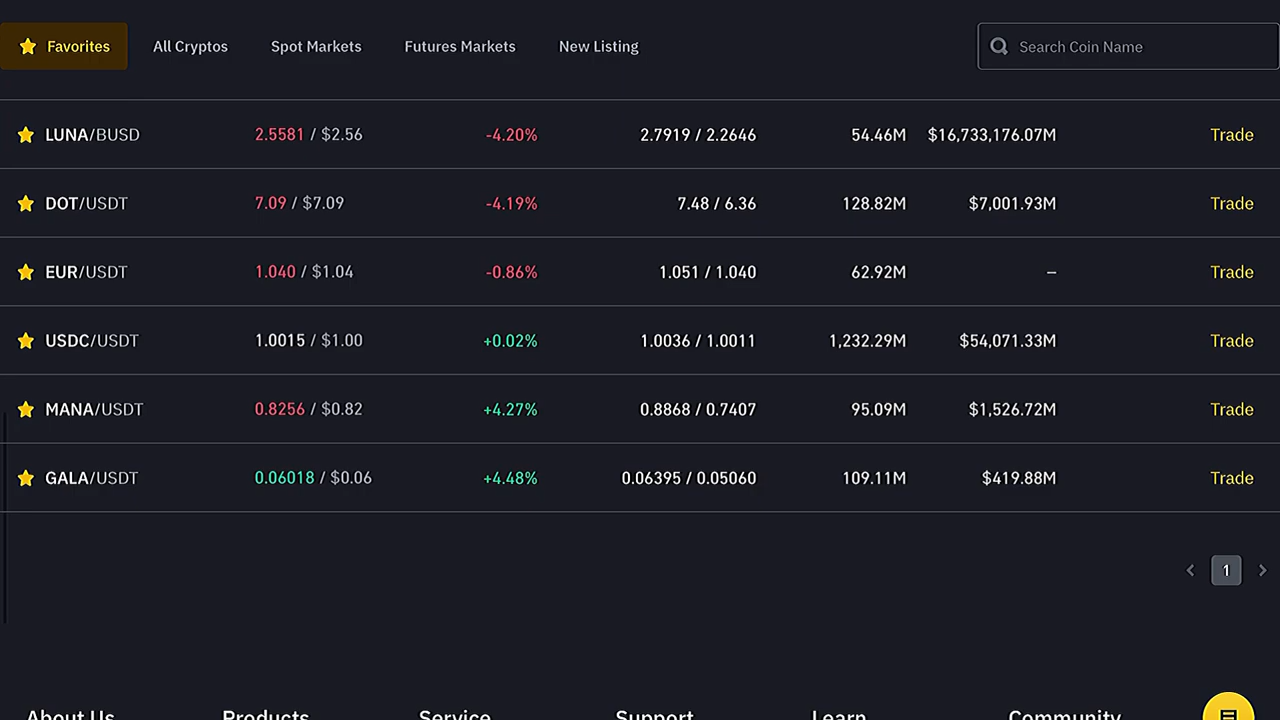 Favorites All Cryptos Spot Markets Futures Markets New Listing Search Coin Name
LUNA/BUSD 2.5581 / $2.56 -4.20% 2.7919 / 2.2646 54.46M $16,733,176.07M Trade
DOT/USDT 7.09 / $7.09 -4.19% 7.48 / 6.36 128.82M $7,001.93M Trade
EUR/USDT 1.040 / $1.04 -0.86% 1.051 / 1.040 62.92M – Trade
USDC/USDT 1.0015 / $1.00 +0.02% 1.0036 / 1.0011 1,232.29M $54,071.33M Trade
MANA/USDT 0.8256 / $0.82 +4.27% 0.8868 / 0.7407 95.09M $1,526.72M Trade
GALA/USDT 0.06018 / $0.06 +4.48% 0.06395 / 0.05060 109.11M $419.88M Trade
1
About Us Products Service Support Learn Community